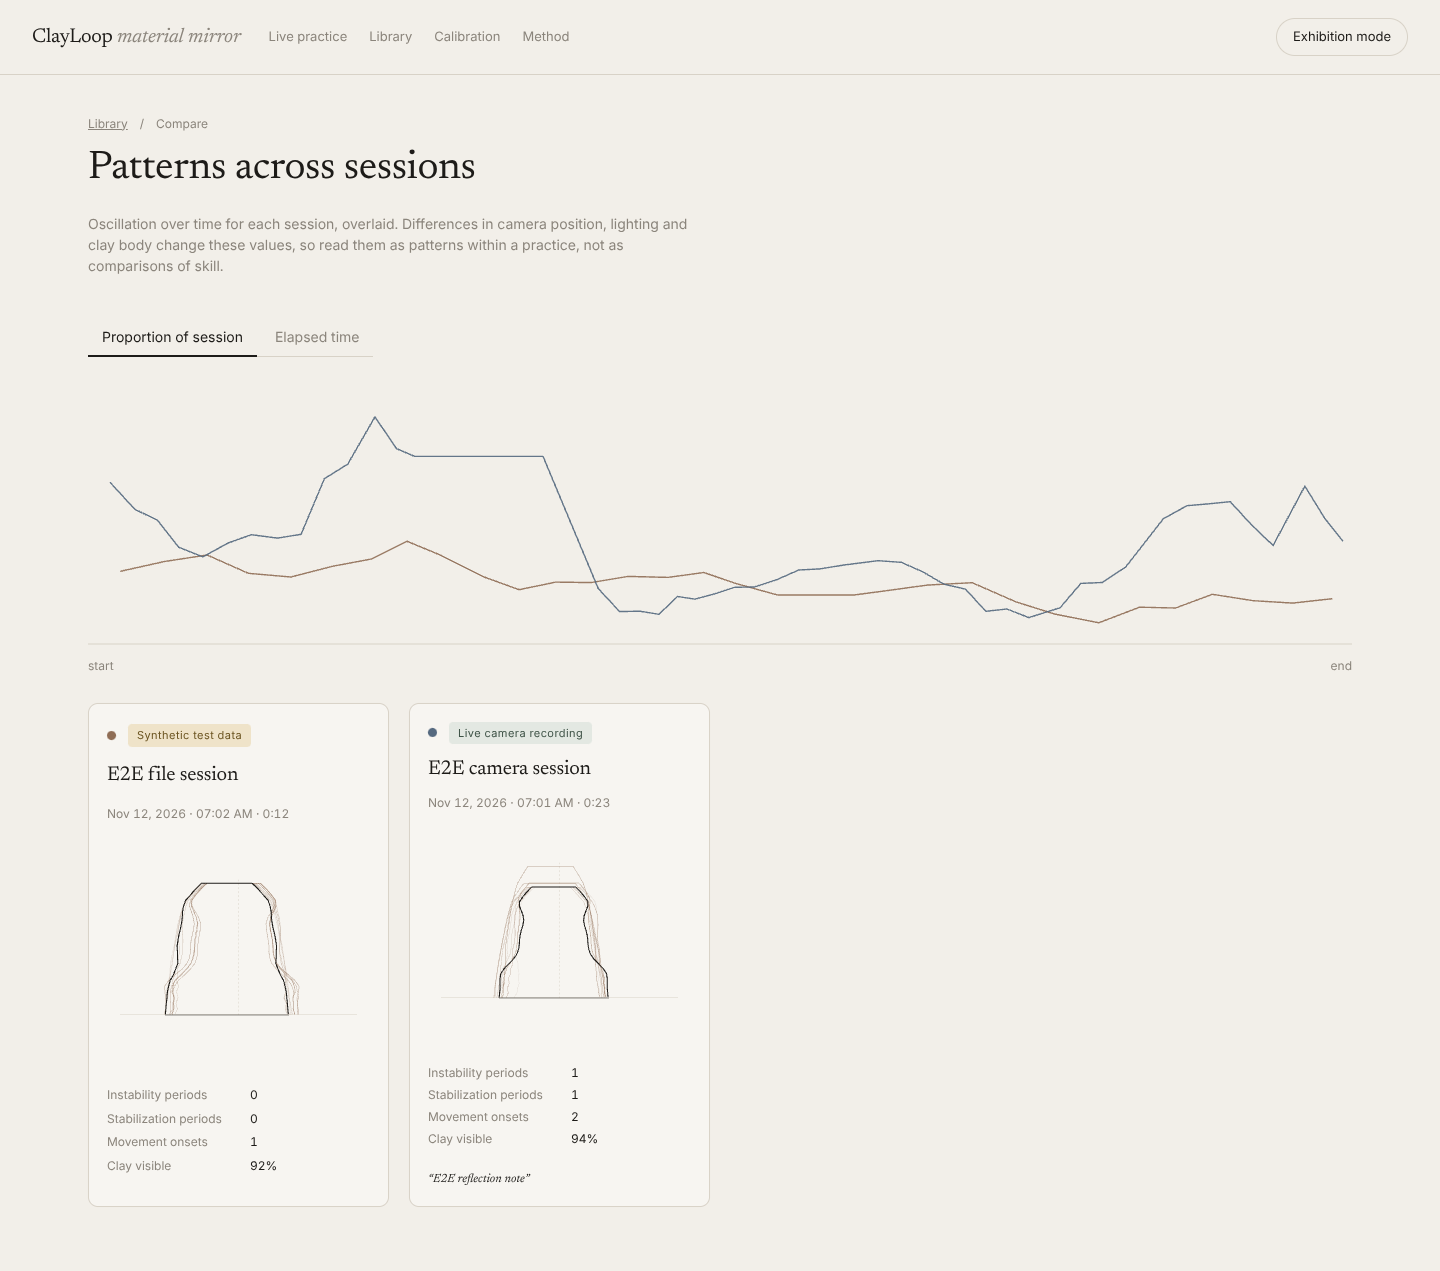 ClayLoop material mirror
Live practice
Library
Calibration
Method
Exhibition mode
Library / Compare
Patterns across sessions
Oscillation over time for each session, overlaid. Differences in camera position, lighting and
clay body change these values, so read them as patterns within a practice, not as
comparisons of skill.
Proportion of session
Elapsed time
start
end
Synthetic test data
E2E file session
Nov 12, 2026 · 07:02 AM · 0:12
Instability periods 0
Stabilization periods 0
Movement onsets 1
Clay visible 92%
Live camera recording
E2E camera session
Nov 12, 2026 · 07:01 AM · 0:23
Instability periods 1
Stabilization periods 1
Movement onsets 2
Clay visible 94%
“E2E reflection note”